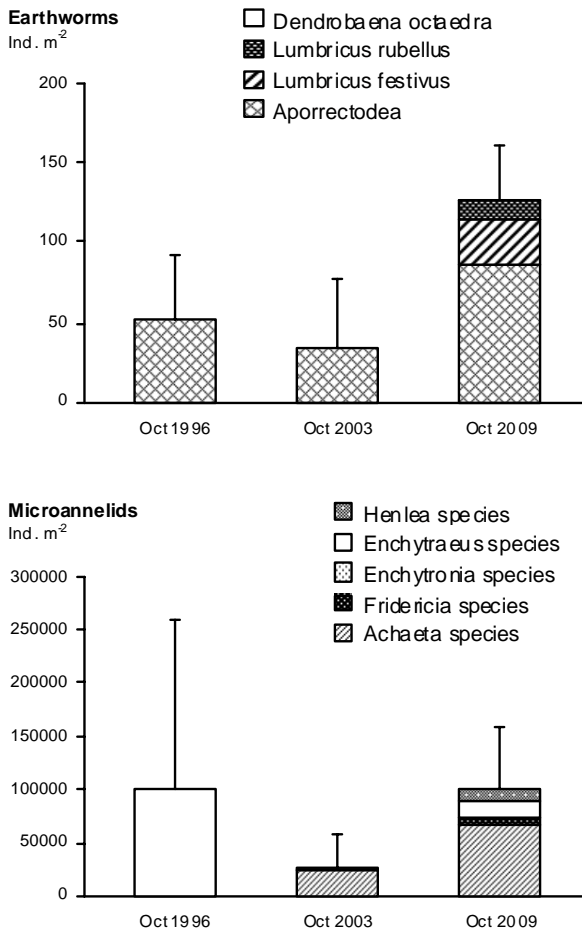 Earthworms
Ind. m-2
Dendrobaena octaedra
Lumbricus rubellus
Lumbricus festivus
Aporrectodea
200
150
100
50
0
Oct 1996
Oct 2003
Oct 2009
Microannelids
Ind. m-2
Henlea species
Enchytraeus species
Enchytronia species
Fridericia species
Achaeta species
300000
250000
200000
150000
100000
50000
0
Oct 1996
Oct 2003
Oct 2009